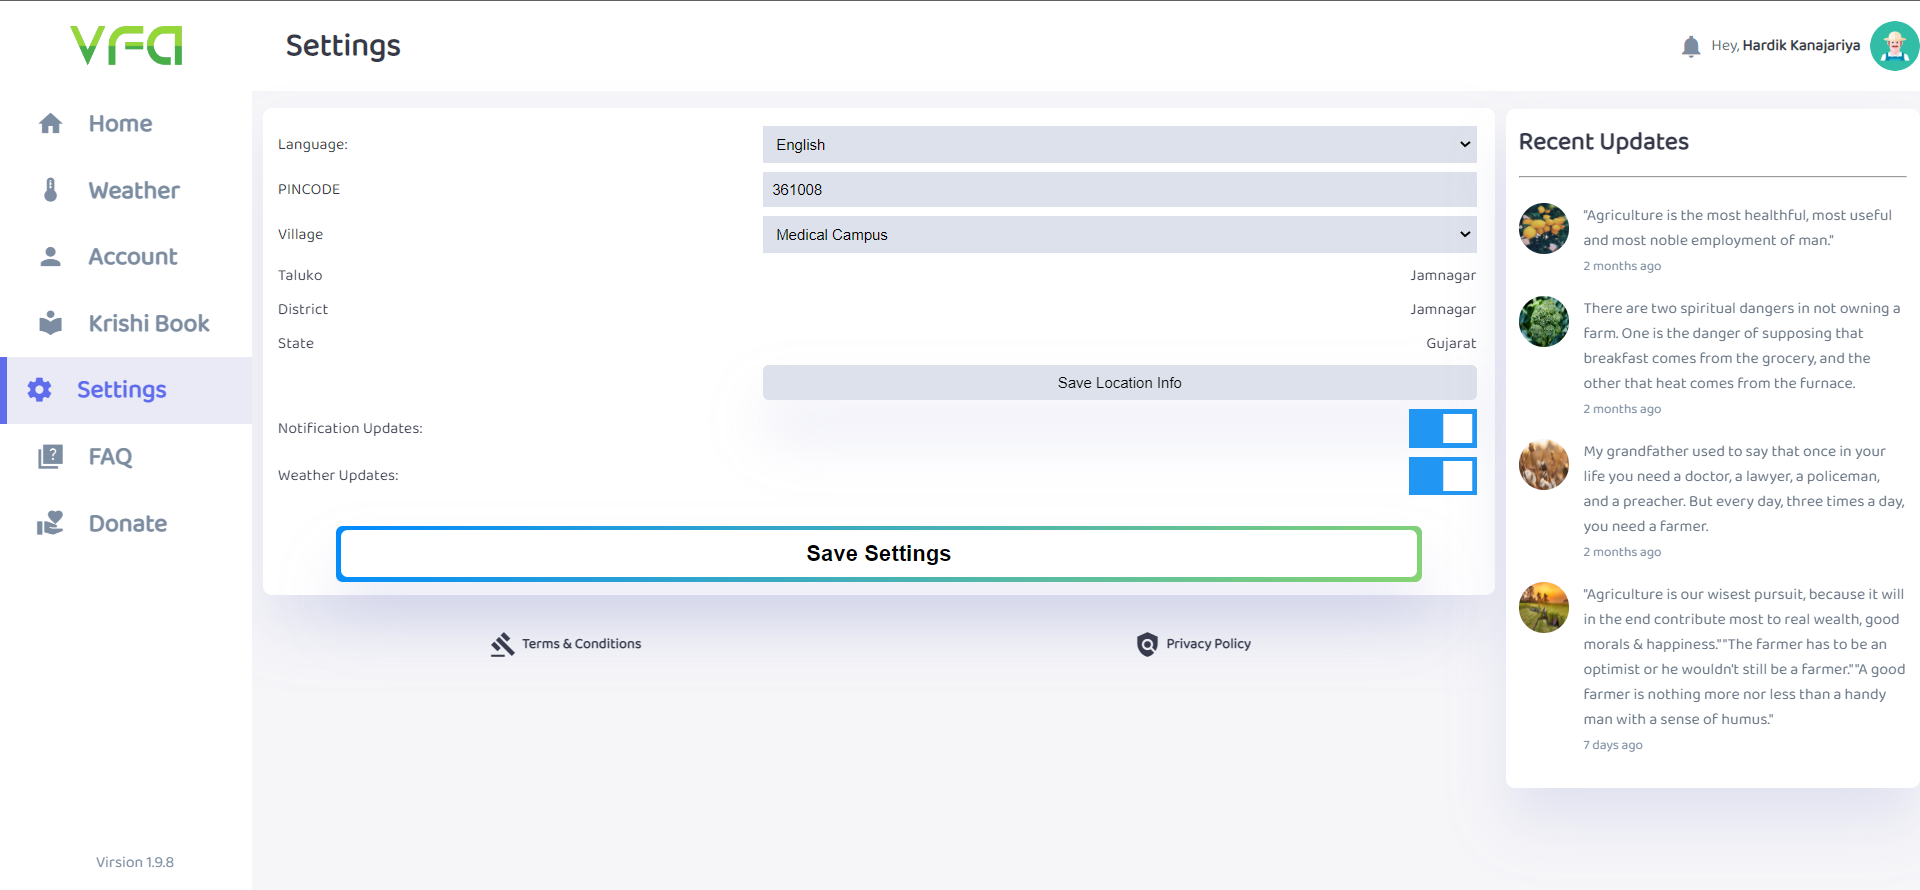 VFA
Settings
Hey, Hardik Kanajariya
Home
Weather
Account
Krishi Book
Settings
FAQ
Donate
Virsion 1.9.8
Language:
English
PINCODE
361008
Village
Medical Campus
Taluko
Jamnagar
District
Jamnagar
State
Gujarat
Save Location Info
Notification Updates:
Weather Updates:
Save Settings
Terms & Conditions
Privacy Policy
Recent Updates
"Agriculture is the most healthful, most useful
and most noble employment of man."
2 months ago
There are two spiritual dangers in not owning a
farm. One is the danger of supposing that
breakfast comes from the grocery, and the
other that heat comes from the furnace.
2 months ago
My grandfather used to say that once in your
life you need a doctor, a lawyer, a policeman,
and a preacher. But every day, three times a day,
you need a farmer.
2 months ago
"Agriculture is our wisest pursuit, because it will
in the end contribute most to real wealth, good
morals & happiness.""The farmer has to be an
optimist or he wouldn't still be a farmer.""A good
farmer is nothing more nor less than a handy
man with a sense of humus."
7 days ago